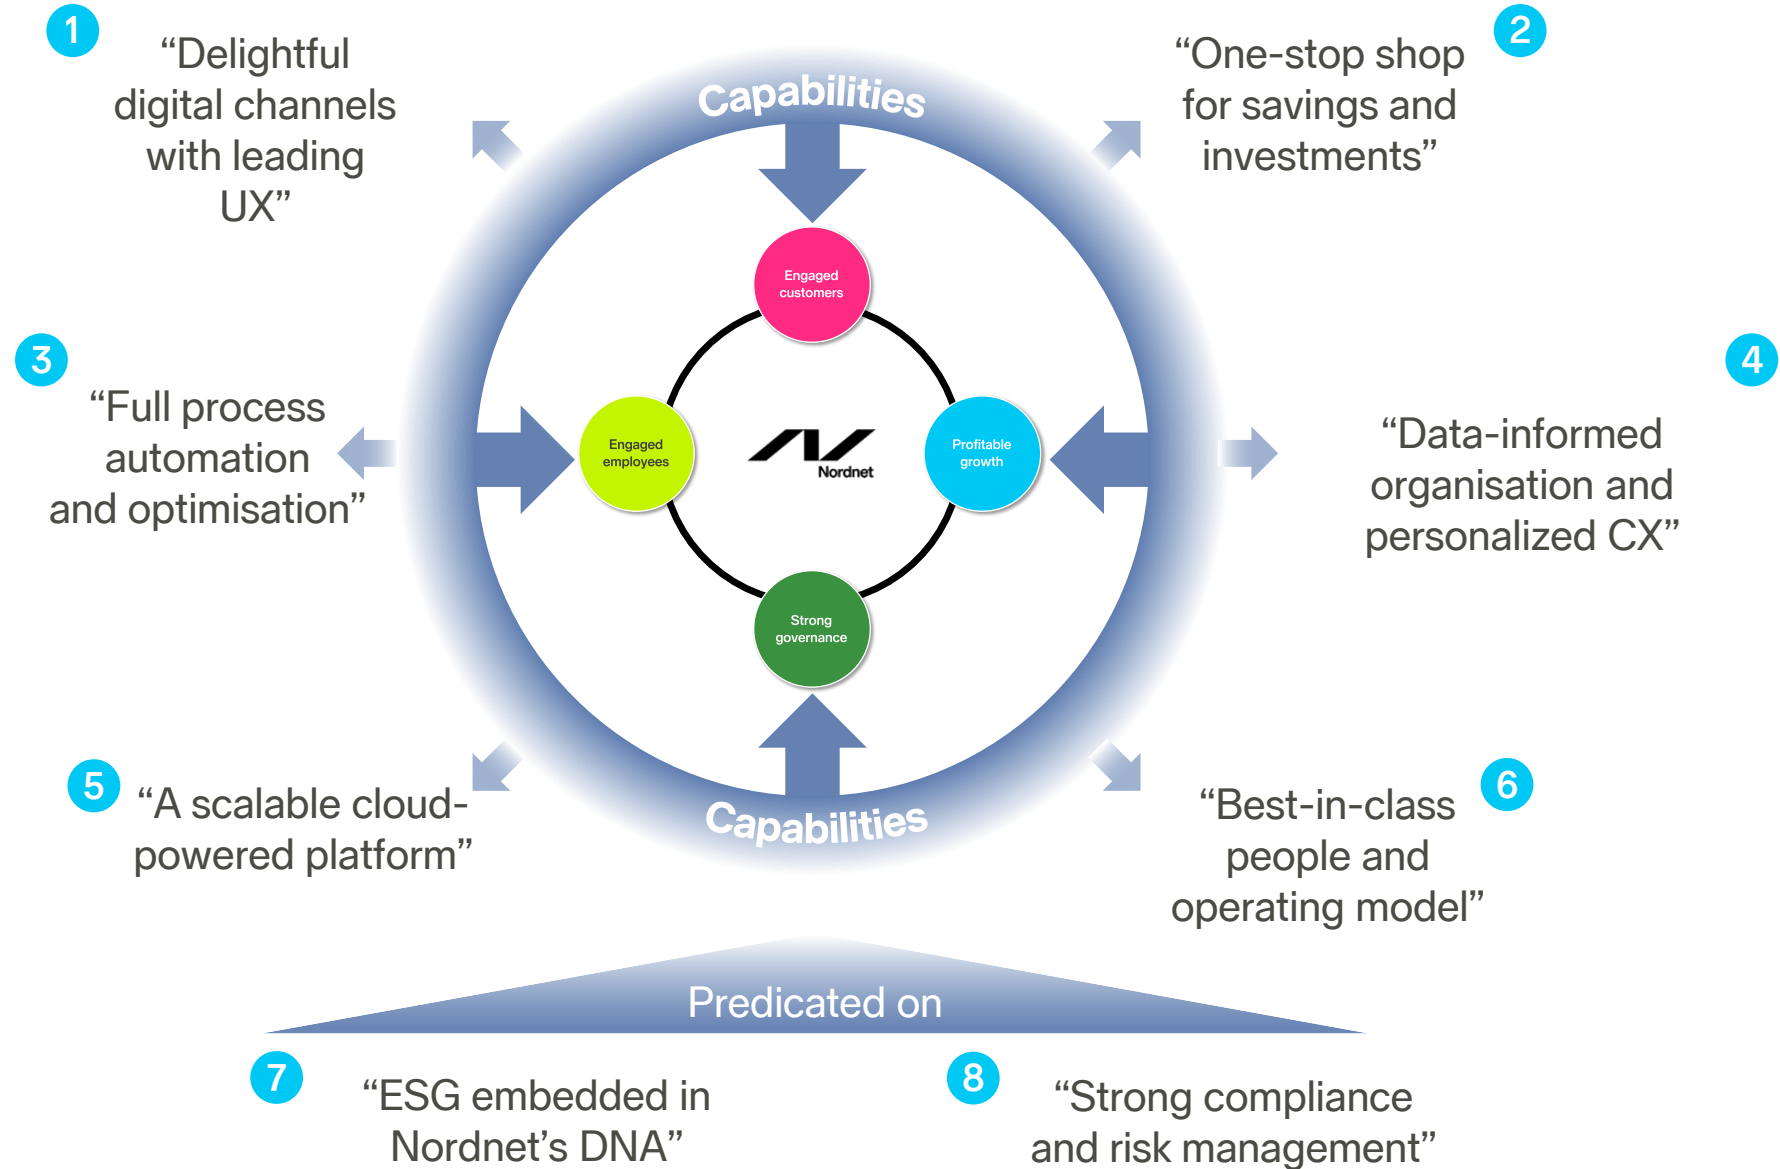 1
“Delightful
digital channels
with leading
UX”
2
“One-stop shop
for savings and
investments”
Capabilities
Engaged
customers
3
“Full process
automation
and optimisation”
Engaged
employees
Nordnet
Profitable
growth
4
“Data-informed
organisation and
personalized CX”
Strong
governance
5
“A scalable cloud-
powered platform”
Capabilities
6
“Best-in-class
people and
operating model”
Predicated on
7
“ESG embedded in
Nordnet’s DNA”
8
“Strong compliance
and risk management”